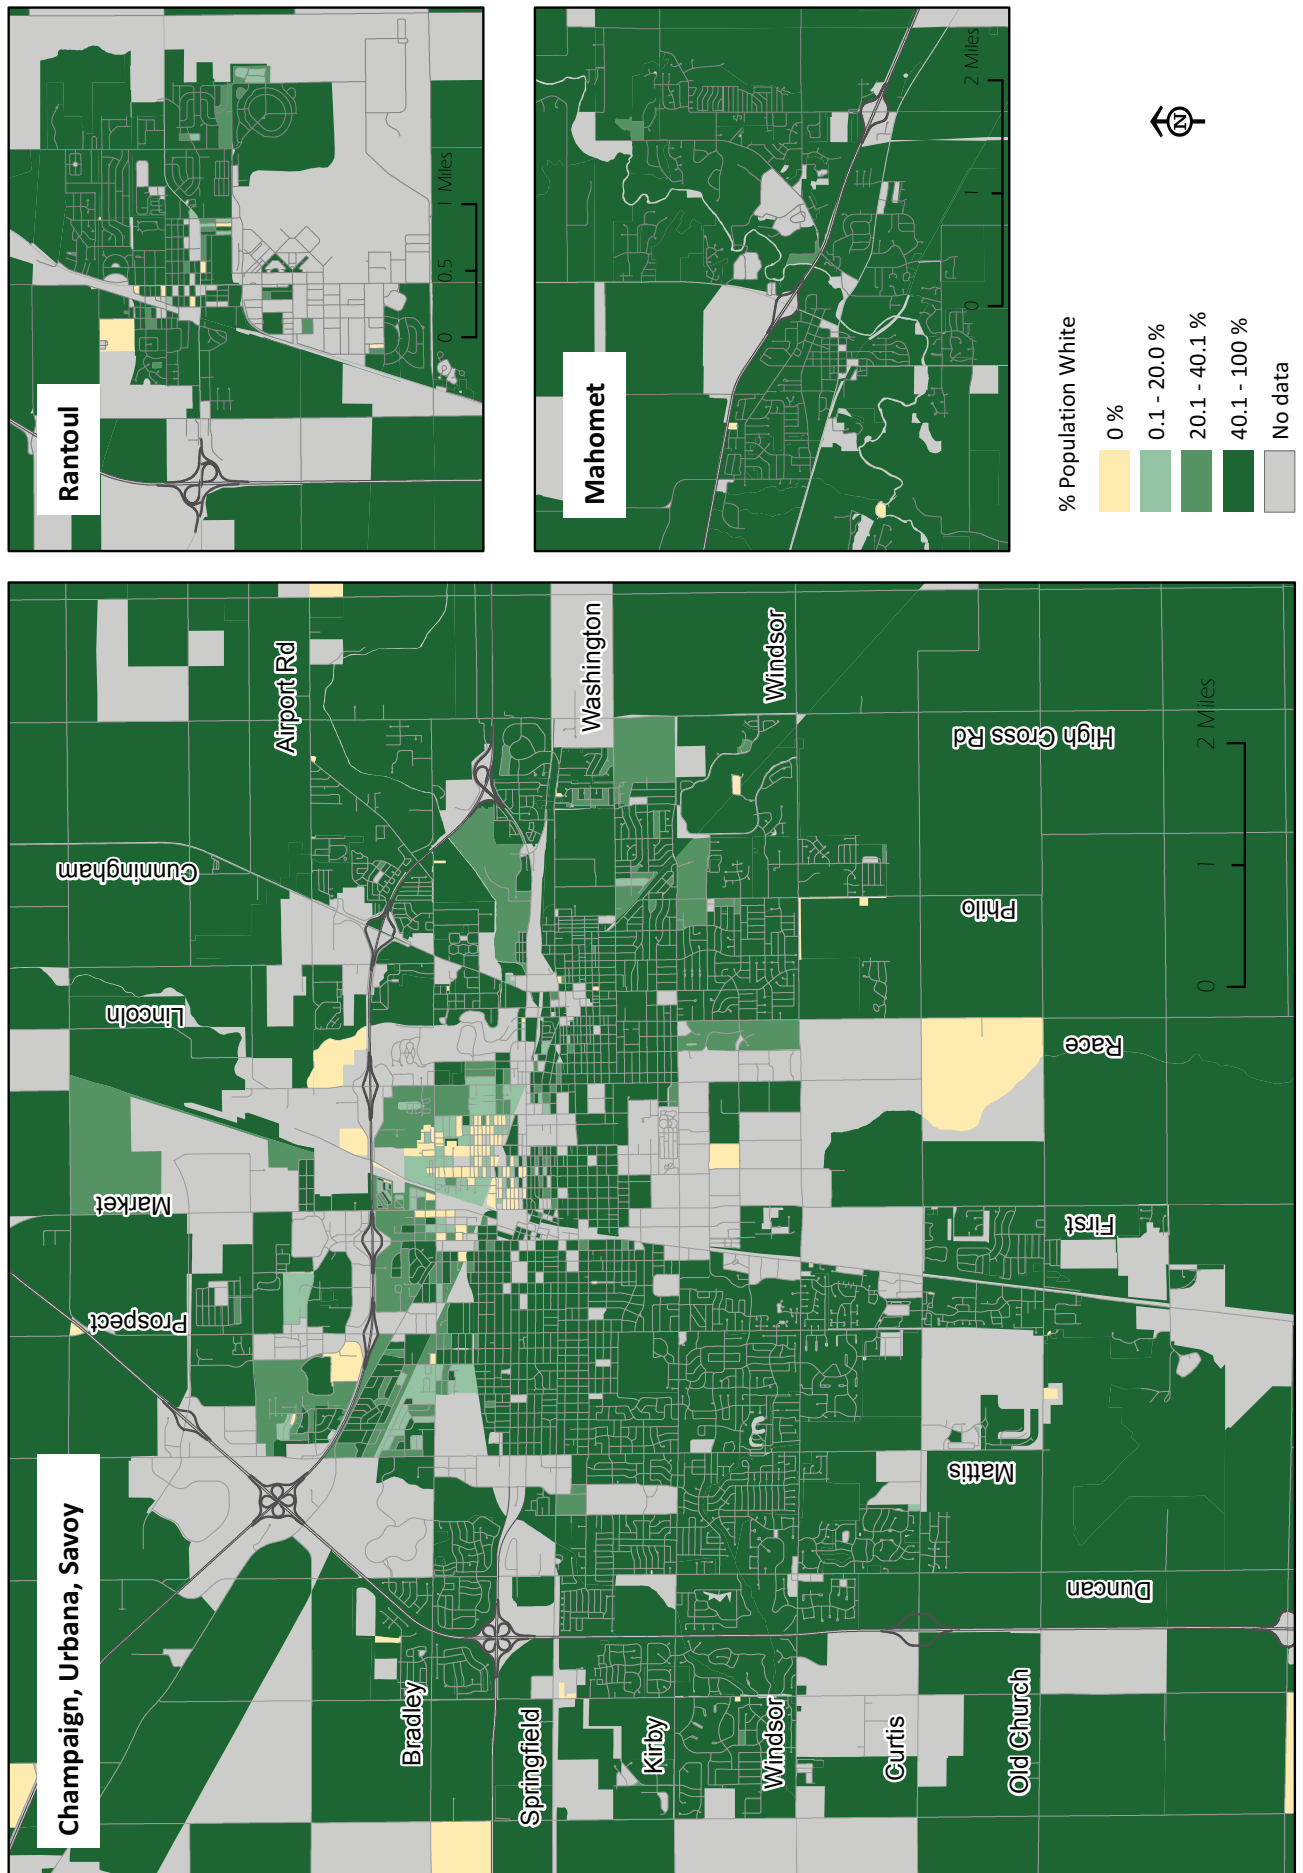 Champaign, Urbana, Savoy
Airport Rd
Cunningham
Lincoln
Market
Prospect
Bradley
Springfield
Kirby
Windsor
Curtis
Old Church
Washington
Windsor
High Cross Rd
Philo
Race
First
Mattis
Duncan
0 1 2 Miles
Rantoul
0 0.5 1 Miles
Mahomet
0 1 2 Miles
% Population White
0 %
0.1 - 20.0 %
20.1 - 40.1 %
40.1 - 100 %
No data
N